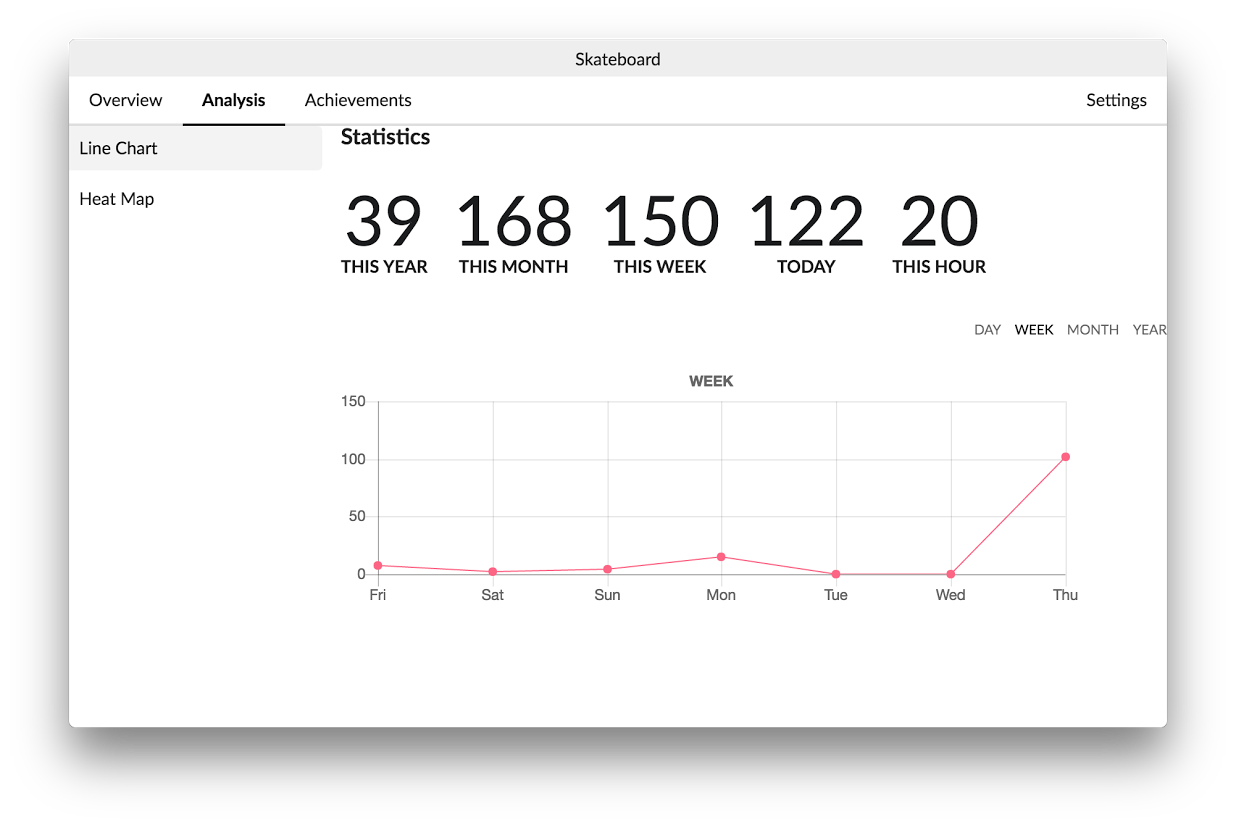 Skateboard
Overview Analysis Achievements Settings
Line Chart
Heat Map
Statistics
39 168 150 122 20
THIS YEAR THIS MONTH THIS WEEK TODAY THIS HOUR
DAY WEEK MONTH YEAR
WEEK
150
100
50
0
Fri Sat Sun Mon Tue Wed Thu